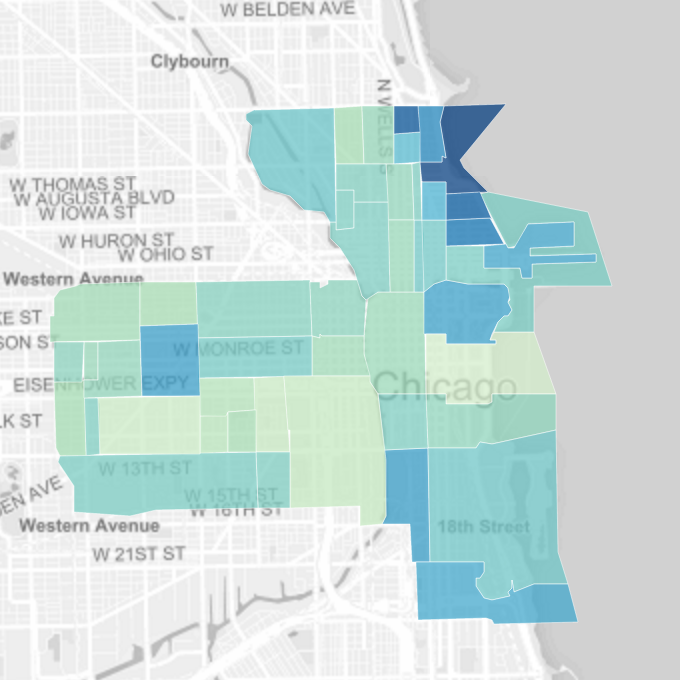 W BELDEN AVE
Clybourn
N WELLS S
W THOMAS ST
W AUGUSTA BLVD
W IOWA ST
W HURON ST
W OHIO ST
Western Avenue
KE ST
SON ST
W MONROE ST
EISENHOWER EXPY
Chicago
LK ST
W 13TH ST
DEN AVE
W 15TH ST
W 16TH ST
Western Avenue
18th Street
W 21ST ST